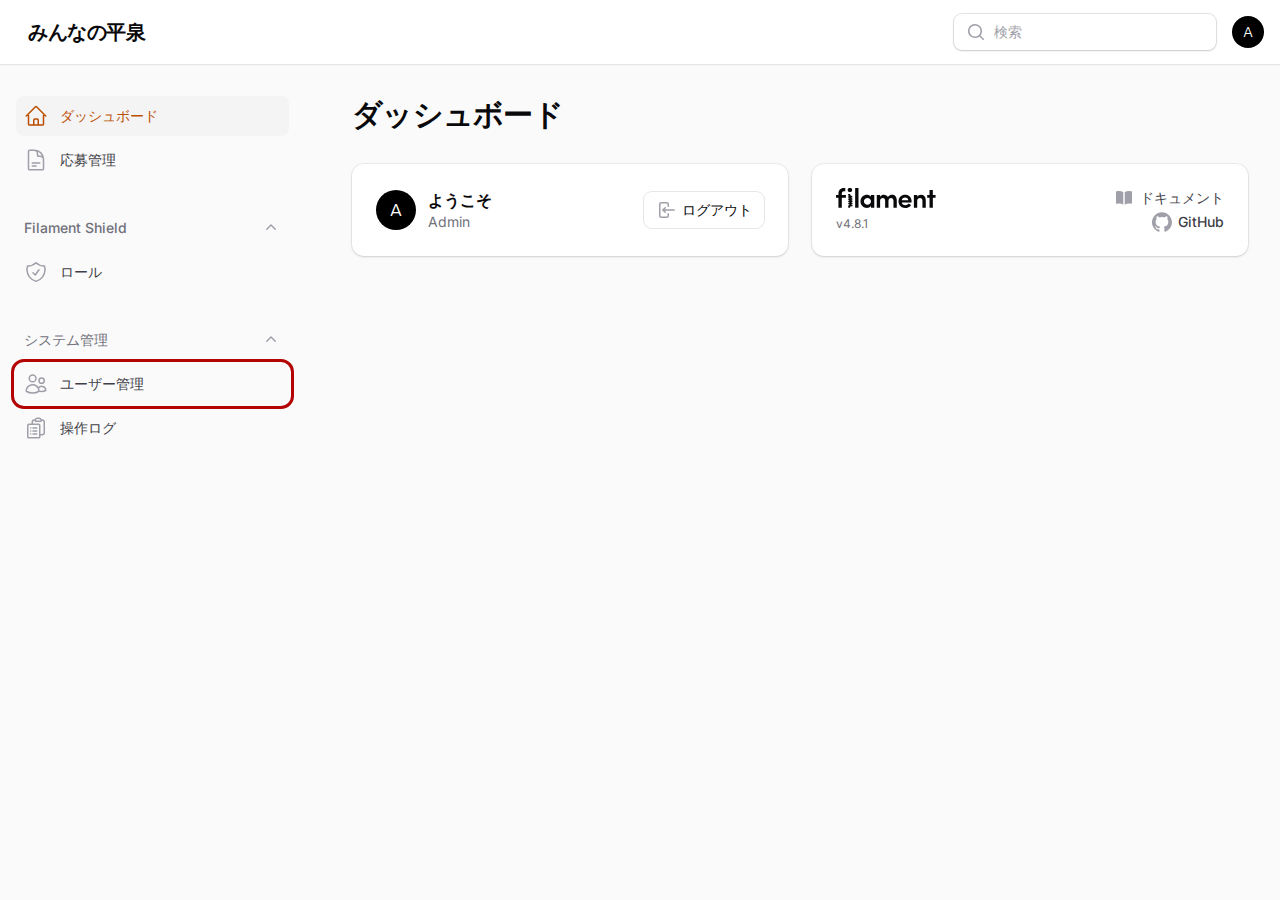 みんなの平泉
検索
A
ダッシュボード
応募管理
Filament Shield
ロール
システム管理
ユーザー管理
操作ログ
ダッシュボード
A
ようこそ
Admin
ログアウト
filament
v4.8.1
ドキュメント
GitHub